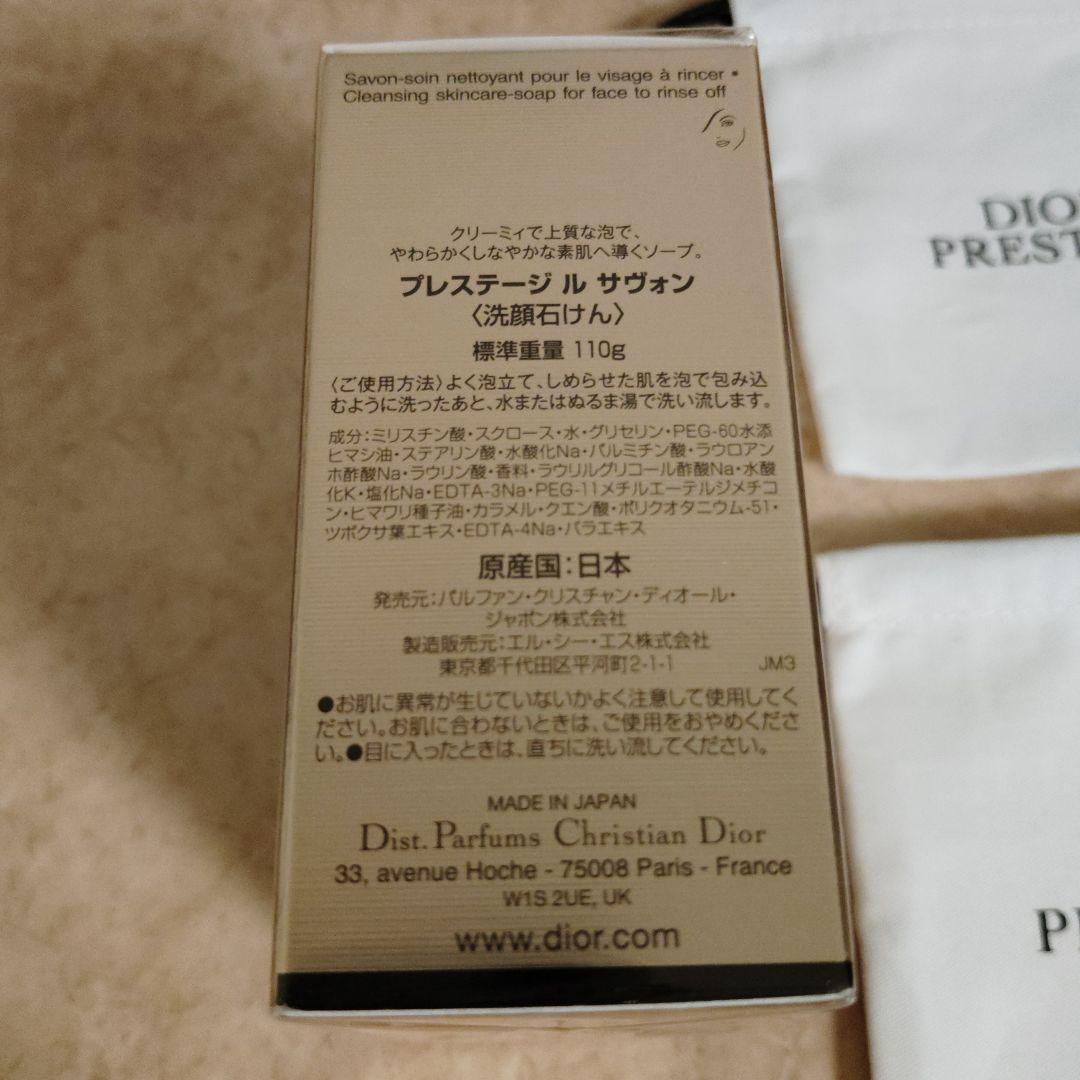 Savon-soin nettoyant pour le visage à rincer •
Cleansing skincare-soap for face to rinse off
クリーミィで上質な泡で、
やわらかくしなやかな素肌へ導くソープ。
プレステージ ル サヴォン
〈洗顔石けん〉
標準重量 110g
〈ご使用方法〉よく泡立て、しめらせた肌を泡で包み込
むように洗ったあと、水またはぬるま湯で洗い流します。
成分：ミリスチン酸・スクロース・水・グリセリン・PEG-60水添
ヒマシ油・ステアリン酸・水酸化Na・パルミチン酸・ラウロアン
ホ酢酸Na・ラウリン酸・香料・ラウリルグリコール酢酸Na・水酸
化K・塩化Na・EDTA-3Na・PEG-11メチルエーテルジメチコ
ン・ヒマワリ種子油・カラメル・クエン酸・ポリクオタニウム-51・
ツボクサ葉エキス・EDTA-4Na・バラエキス
原産国：日本
発売元：パルファン・クリスチャン・ディオール・
ジャポン株式会社
製造販売元：エル・シー・エス株式会社
東京都千代田区平河町2-1-1 JM3
●お肌に異常が生じていないかよく注意して使用してく
ださい。お肌に合わないときは、ご使用をおやめくださ
い。●目に入ったときは、直ちに洗い流してください。
MADE IN JAPAN
Dist. Parfums Christian Dior
33, avenue Hoche - 75008 Paris - France
W1S 2UE, UK
www.dior.com
DIO
PREST
P